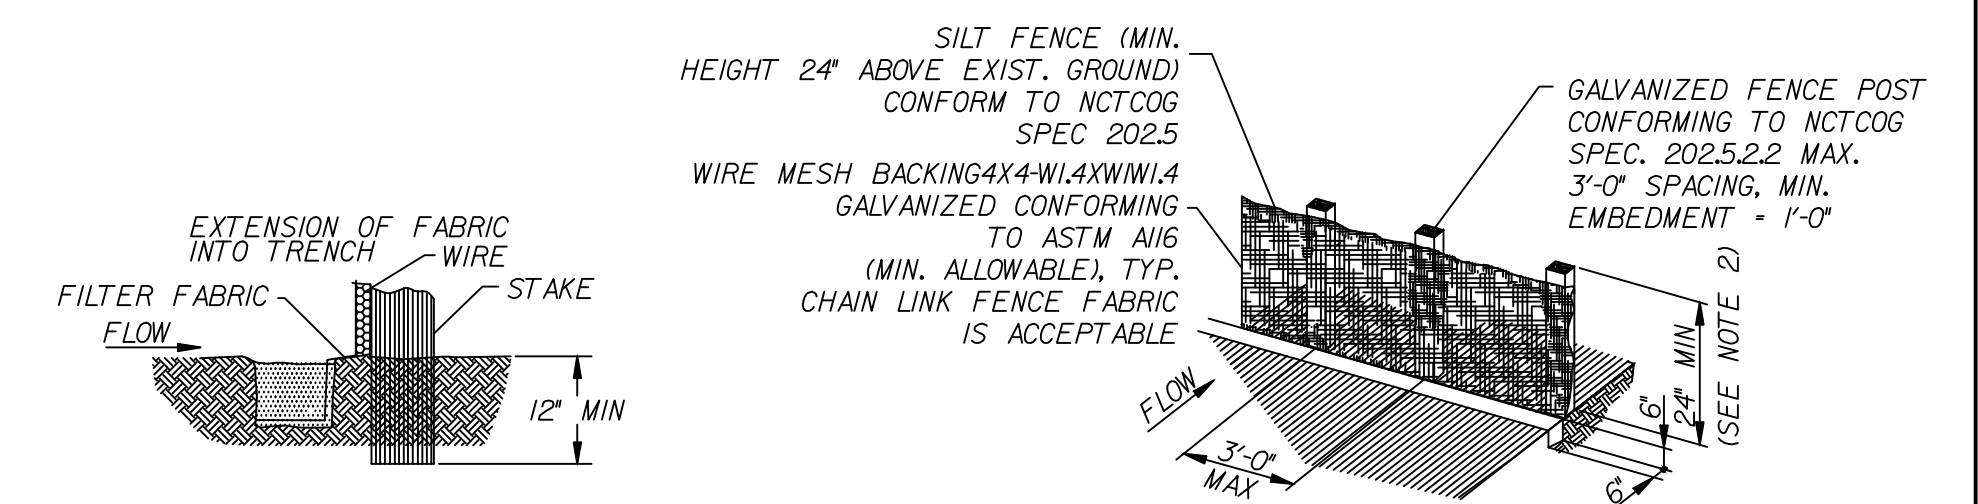 EXTENSION OF FABRIC
INTO TRENCH
WIRE
FILTER FABRIC
STAKE
FLOW
12" MIN
SILT FENCE (MIN.
HEIGHT 24" ABOVE EXIST. GROUND)
CONFORM TO NCTCOG
SPEC 202.5
WIRE MESH BACKING4X4-W1.4XW1W1.4
GALVANIZED CONFORMING
TO ASTM A116
(MIN. ALLOWABLE), TYP.
CHAIN LINK FENCE FABRIC
IS ACCEPTABLE
GALVANIZED FENCE POST
CONFORMING TO NCTCOG
SPEC. 202.5.2.2 MAX.
3'-0" SPACING, MIN.
EMBEDMENT = 1'-0"
FLOW
3'-0"
MAX
6"
24" MIN
(SEE NOTE 2)
6"